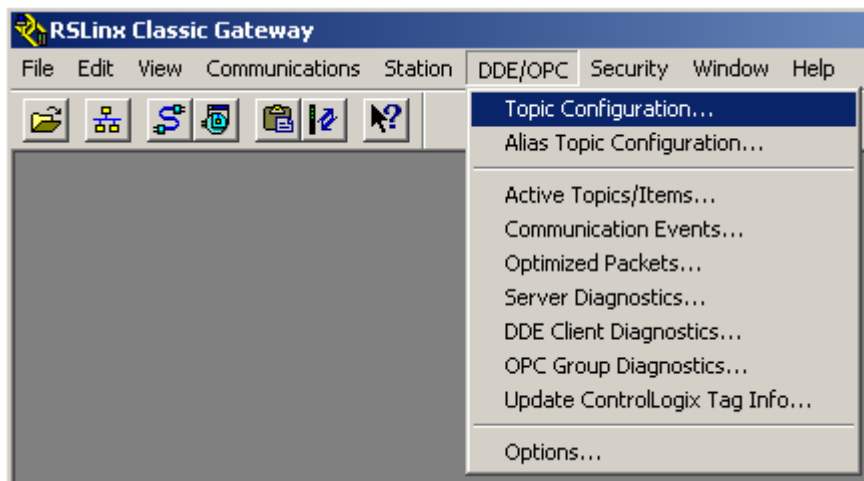 RSLinx Classic Gateway
File Edit View Communications Station DDE/OPC Security Window Help
Topic Configuration...
Alias Topic Configuration...
Active Topics/Items...
Communication Events...
Optimized Packets...
Server Diagnostics...
DDE Client Diagnostics...
OPC Group Diagnostics...
Update ControlLogix Tag Info...
Options...